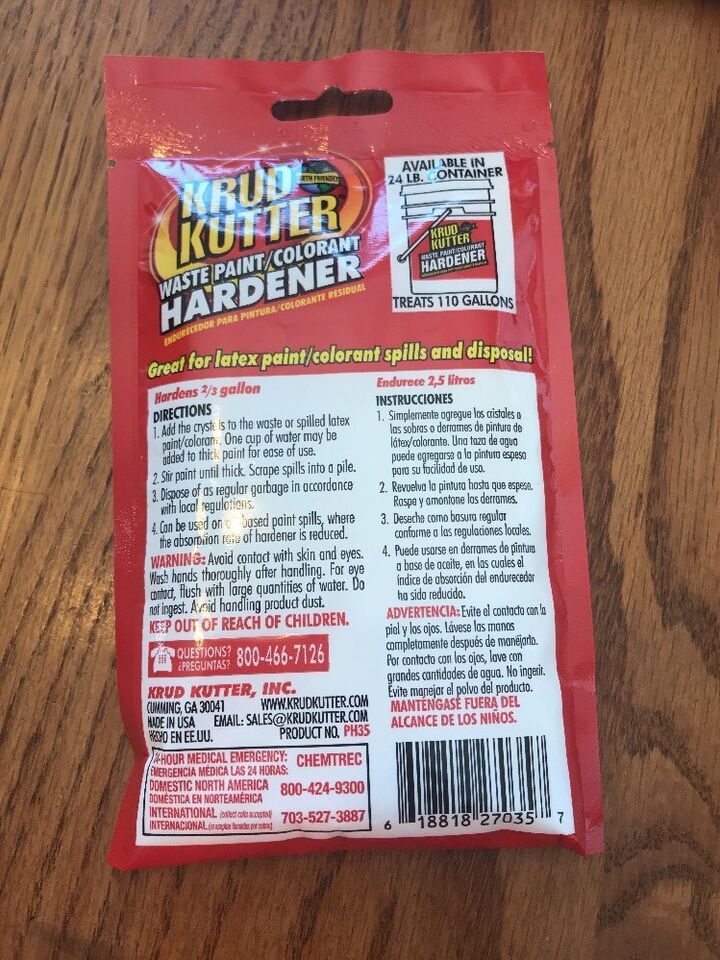 EARTH FRIENDLY
KRUD
KUTTER
WASTE PAINT/COLORANT
HARDENER
ENDURECEDOR PARA PINTURA/COLORANTE RESIDUAL
AVAILABLE IN
24 LB. CONTAINER
KRUD
KUTTER
WASTE PAINT/COLORANT
HARDENER
TREATS 110 GALLONS
Great for latex paint/colorant spills and disposal!
Hardens 2/3 gallon
DIRECTIONS
1. Add the crystals to the waste or spilled latex
paint/colorant. One cup of water may be
added to thick paint for ease of use.
2. Stir paint until thick. Scrape spills into a pile.
3. Dispose of as regular garbage in accordance
with local regulations.
4. Can be used on based paint spills, where
the absorption rate of hardener is reduced.
WARNING: Avoid contact with skin and eyes.
Wash hands thoroughly after handling. For eye
contact, flush with large quantities of water. Do
not ingest. Avoid handling product dust.
KEEP OUT OF REACH OF CHILDREN.
QUESTIONS?
¿PREGUNTAS? 800-466-7126
KRUD KUTTER, INC.
CUMMING, GA 30041 WWW.KRUDKUTTER.COM
MADE IN USA EMAIL: SALES@KRUDKUTTER.COM
HECHO EN EE.UU. PRODUCT NO. PH35
24 HOUR MEDICAL EMERGENCY: CHEMTREC
EMERGENCIA MÉDICA LAS 24 HORAS:
DOMESTIC NORTH AMERICA 800-424-9300
DOMÉSTICA EN NORTEAMÉRICA
INTERNATIONAL (collect calls accepted) 703-527-3887
INTERNACIONAL (se aceptan llamadas por cobrar)
Endurece 2,5 litros
INSTRUCCIONES
1. Simplemente agregue los cristales a
las sobras o derrames de pintura de
látex/colorante. Una taza de agua
puede agregarse a la pintura espesa
para su facilidad de uso.
2. Revuelva la pintura hasta que espese.
Raspe y amontone los derrames.
3. Deseche como basura regular
conforme a las regulaciones locales.
4. Puede usarse en derrames de pintura
a base de aceite, en las cuales el
índice de absorción del endurecedor
ha sido reducido.
ADVERTENCIA: Evite el contacto con la
piel y los ojos. Lávese las manos
completamente después de manejarlo.
Por contacto con los ojos, lave con
grandes cantidades de agua. No ingerir.
Evite manejar el polvo del producto.
MANTÉNGASE FUERA DEL
ALCANCE DE LOS NIÑOS.
6 18818 27035 7